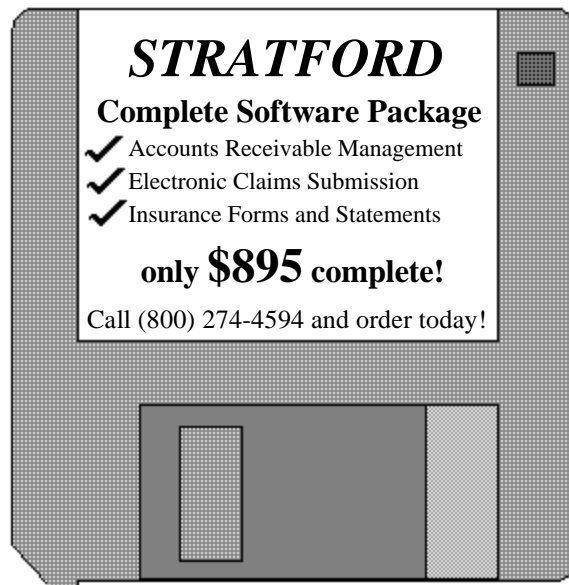 STRATFORD
Complete Software Package
Accounts Receivable Management
Electronic Claims Submission
Insurance Forms and Statements
only $895 complete!
Call (800) 274-4594 and order today!